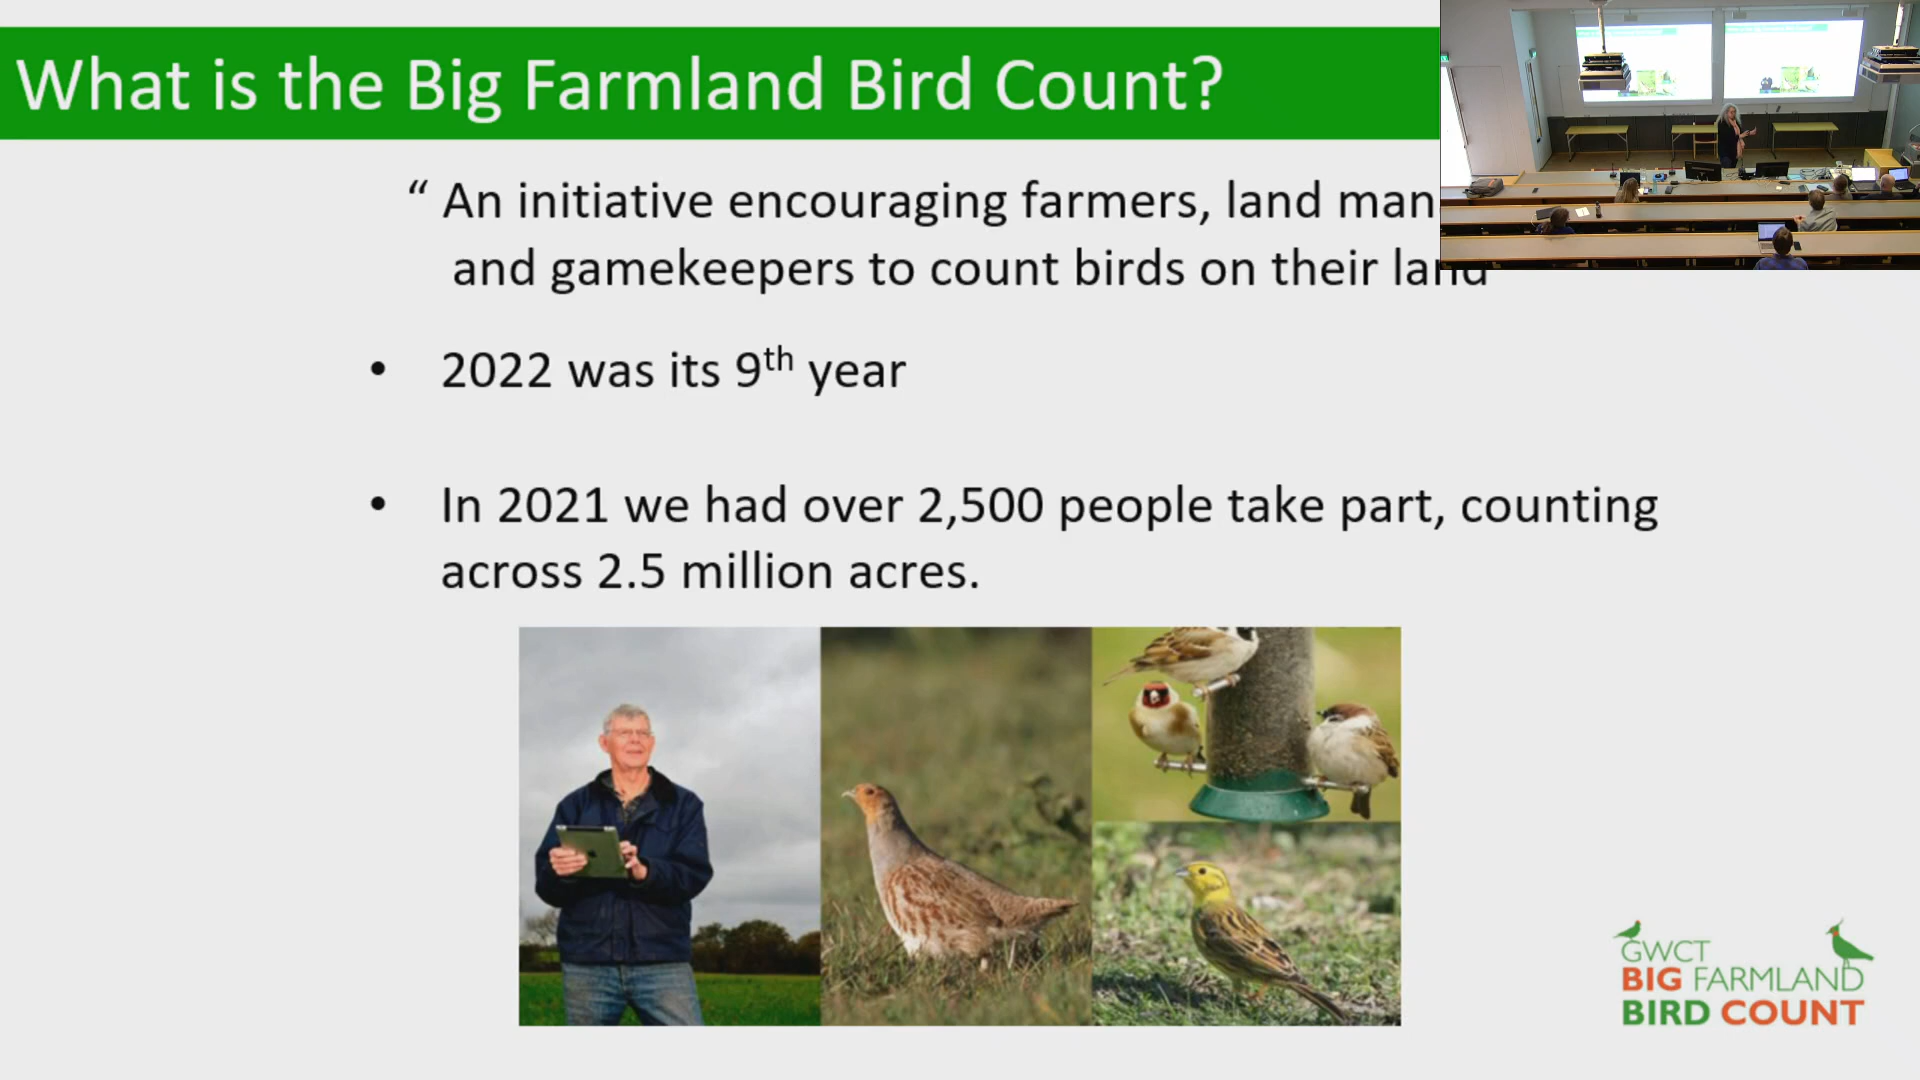 What is the Big Farmland Bird Count?
“ An initiative encouraging farmers, land man
and gamekeepers to count birds on their land
• 2022 was its 9th year
• In 2021 we had over 2,500 people take part, counting
across 2.5 million acres.
GWCT
BIG FARMLAND
BIRD COUNT